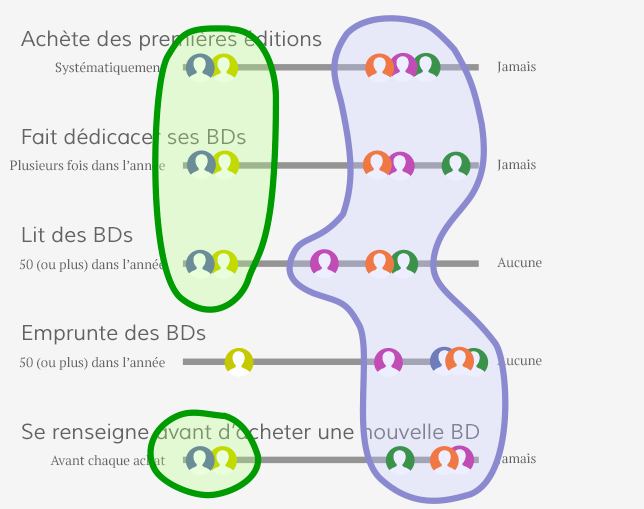 Achète des premières éditions
Systématiquement
Jamais
Fait dédicacer ses BDs
Plusieurs fois dans l'année
Jamais
Lit des BDs
50 (ou plus) dans l'année
Aucune
Emprunte des BDs
50 (ou plus) dans l'année
Aucune
Se renseigne avant d'acheter une nouvelle BD
Avant chaque achat
Jamais